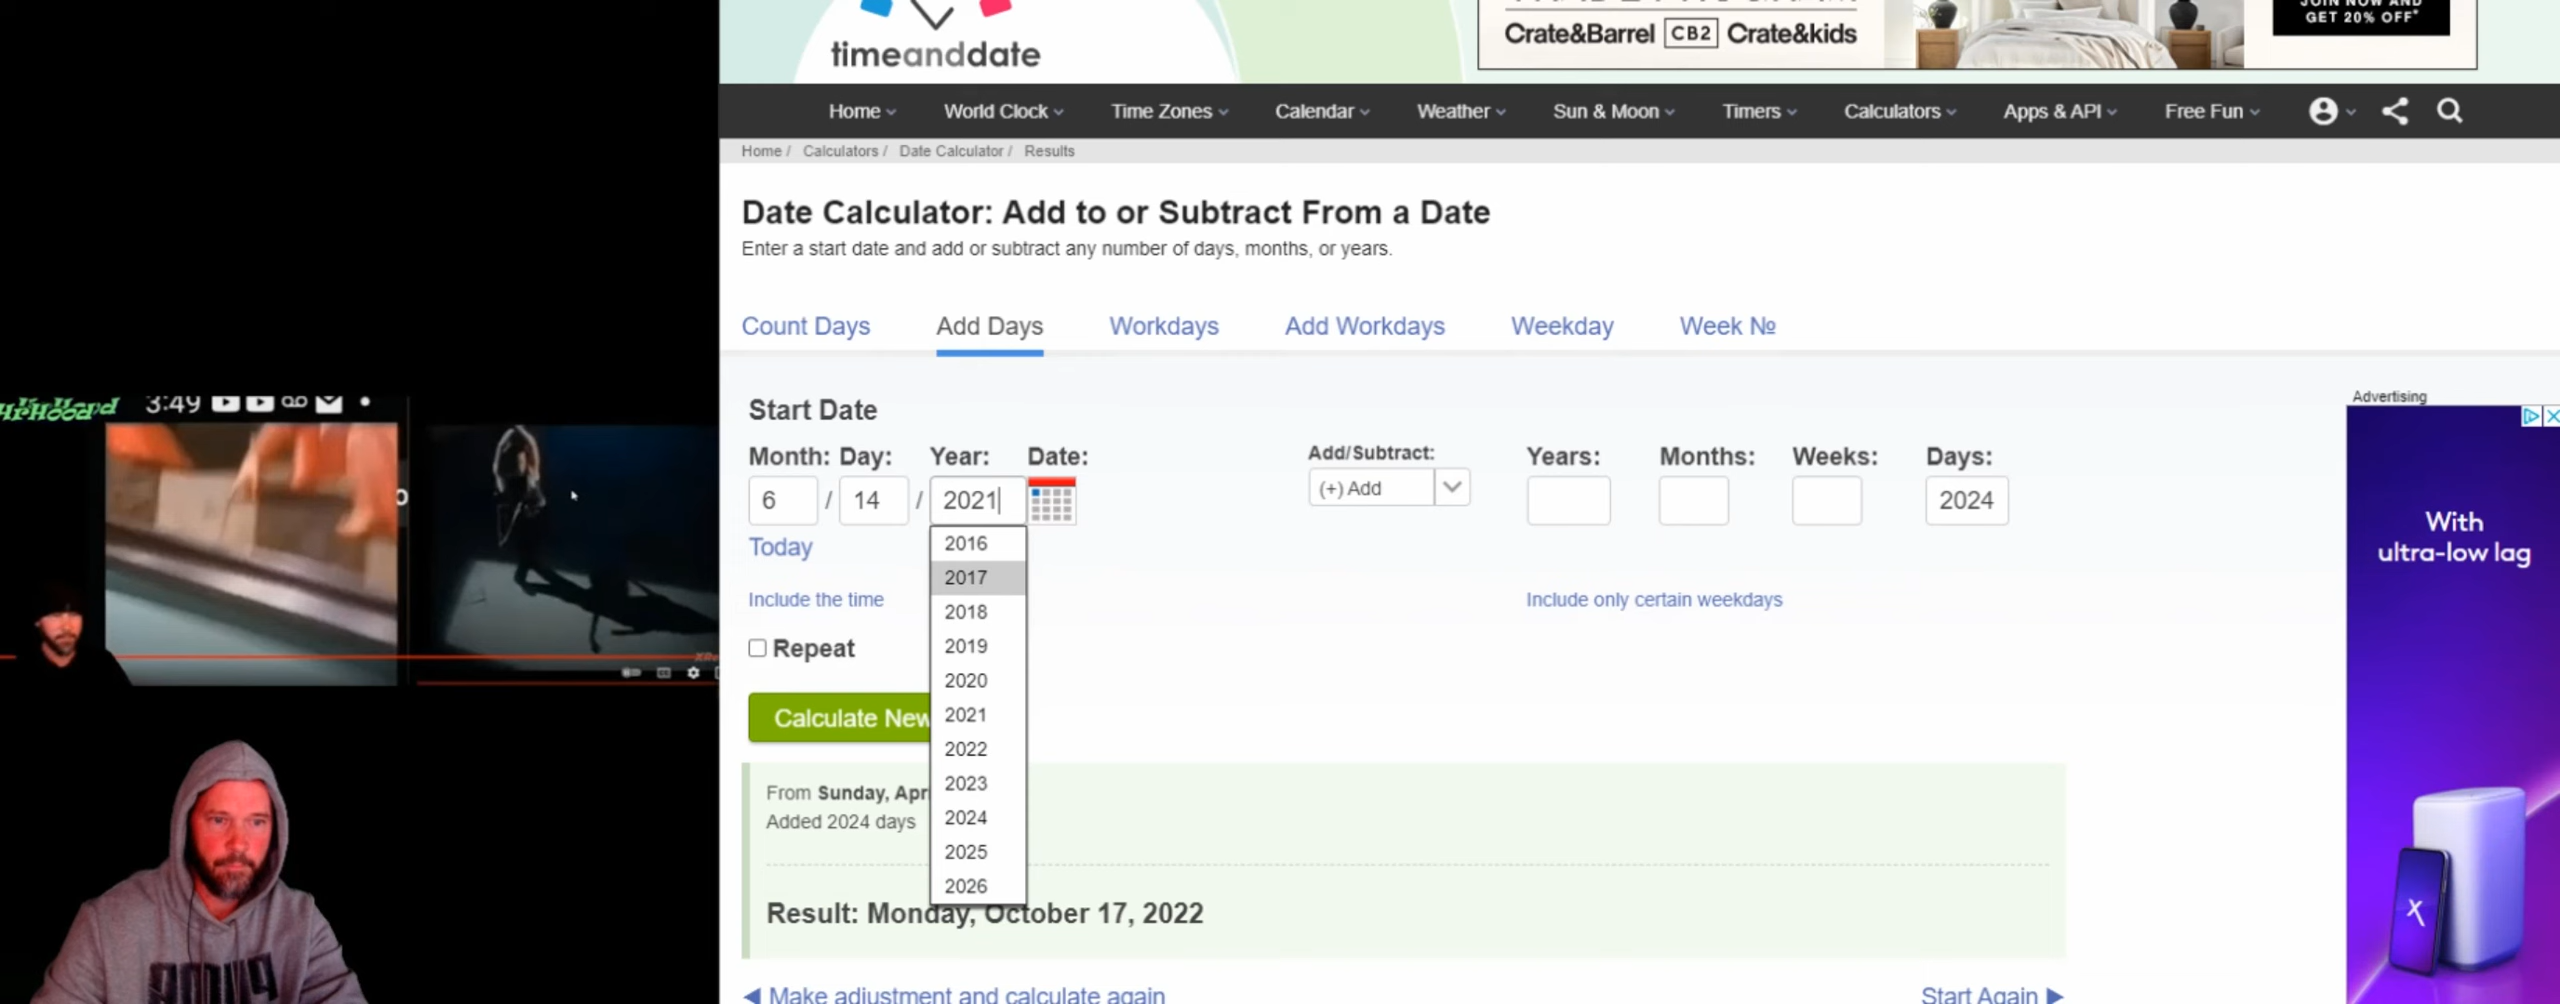 timeanddate
Crate&Barrel CB2 Crate&kids
GET 20% OFF*
Home World Clock Time Zones Calendar Weather Sun & Moon Timers Calculators Apps & API Free Fun
Home / Calculators / Date Calculator / Results
Date Calculator: Add to or Subtract From a Date
Enter a start date and add or subtract any number of days, months, or years.
Count Days Add Days Workdays Add Workdays Weekday Week №
Advertising
3:49
Start Date
Month: Day: Year: Date: Add/Subtract: Years: Months: Weeks: Days:
6 / 14 / 2021 (+) Add 2024
Today
Include the time Include only certain weekdays
Repeat
2016
2017
2018
2019
2020
2021
2022
2023
2024
2025
2026
Calculate New
From Sunday, Apr
Added 2024 days
Result: Monday, October 17, 2022
Make adjustment and calculate again Start Again
With
ultra-low lag